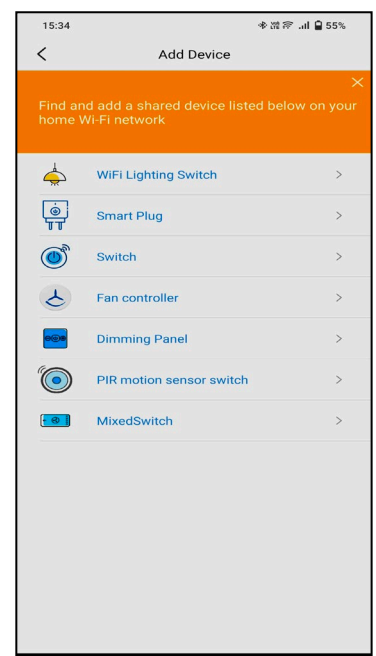 15:34
55%
Add Device
Find and add a shared device listed below on your
home Wi-Fi network
WiFi Lighting Switch
Smart Plug
Switch
Fan controller
Dimming Panel
PIR motion sensor switch
MixedSwitch